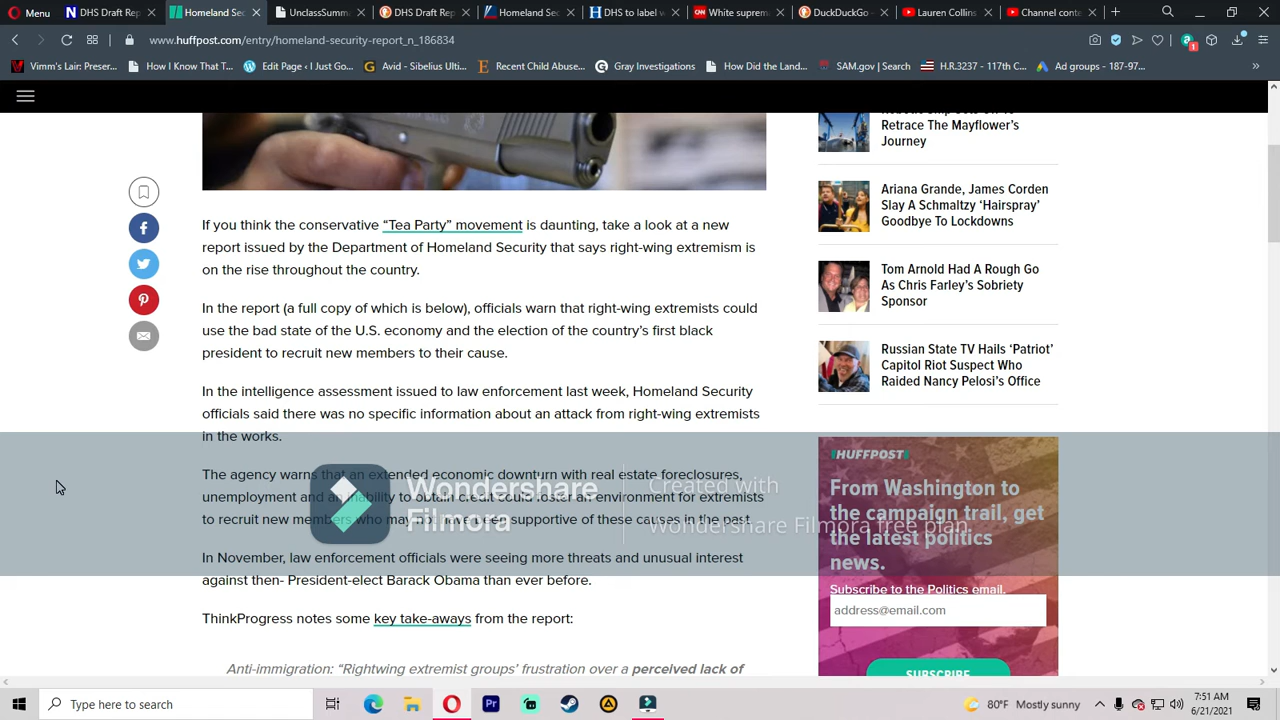 Menu
DHS Draft Rep
Homeland Sec
UnclassSumma
DHS Draft Rep
Homeland Sec
DHS to label w
CNN White suprem
DuckDuckGo
Lauren Collins
Channel conte
www.huffpost.com/entry/homeland-security-report_n_186834
1
Vimm's Lair: Preser...
How I Know That T...
Edit Page ‹ I Just Go...
Avid - Sibelius Ulti...
Recent Child Abuse...
Gray Investigations
How Did the Land...
SAM.gov | Search
H.R.3237 - 117th C...
Ad groups - 187-97...
If you think the conservative “Tea Party” movement is daunting, take a look at a new
report issued by the Department of Homeland Security that says right-wing extremism is
on the rise throughout the country.
In the report (a full copy of which is below), officials warn that right-wing extremists could
use the bad state of the U.S. economy and the election of the country’s first black
president to recruit new members to their cause.
In the intelligence assessment issued to law enforcement last week, Homeland Security
officials said there was no specific information about an attack from right-wing extremists
in the works.
The agency warns that an extended economic downturn with real estate foreclosures,
unemployment and an inability to obtain credit could foster an environment for extremists
to recruit new members who may not have been supportive of these causes in the past.
In November, law enforcement officials were seeing more threats and unusual interest
against then- President-elect Barack Obama than ever before.
ThinkProgress notes some key take-aways from the report:
Anti-immigration: “Rightwing extremist groups’ frustration over a perceived lack of
Wondershare
Filmora
Created with
Wondershare Filmora free plan
Retrace The Mayflower’s
Journey
Ariana Grande, James Corden
Slay A Schmaltzy ‘Hairspray’
Goodbye To Lockdowns
Tom Arnold Had A Rough Go
As Chris Farley’s Sobriety
Sponsor
Russian State TV Hails ‘Patriot’
Capitol Riot Suspect Who
Raided Nancy Pelosi’s Office
HUFFPOST
From Washington to
the campaign trail, get
the latest politics
news.
Subscribe to the Politics email.
address@email.com
SUBSCRIBE
Type here to search
80°F Mostly sunny
7:51 AM
6/21/2021